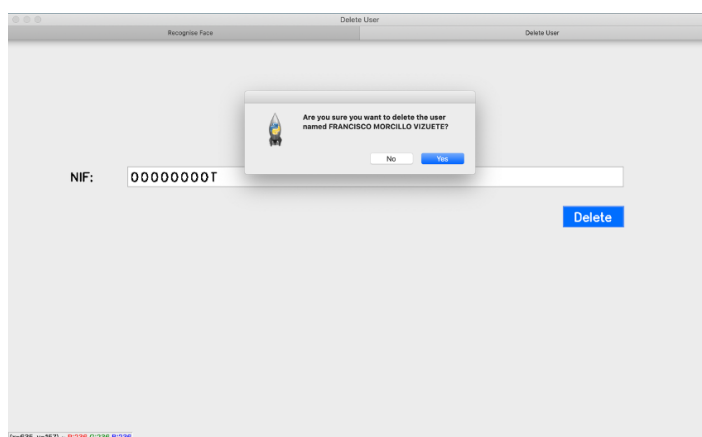 Delete User
Recognise Face
Delete User
Are you sure you want to delete the user
named FRANCISCO MORCILLO VIZUETE?
No
Yes
NIF:
00000000T
Delete